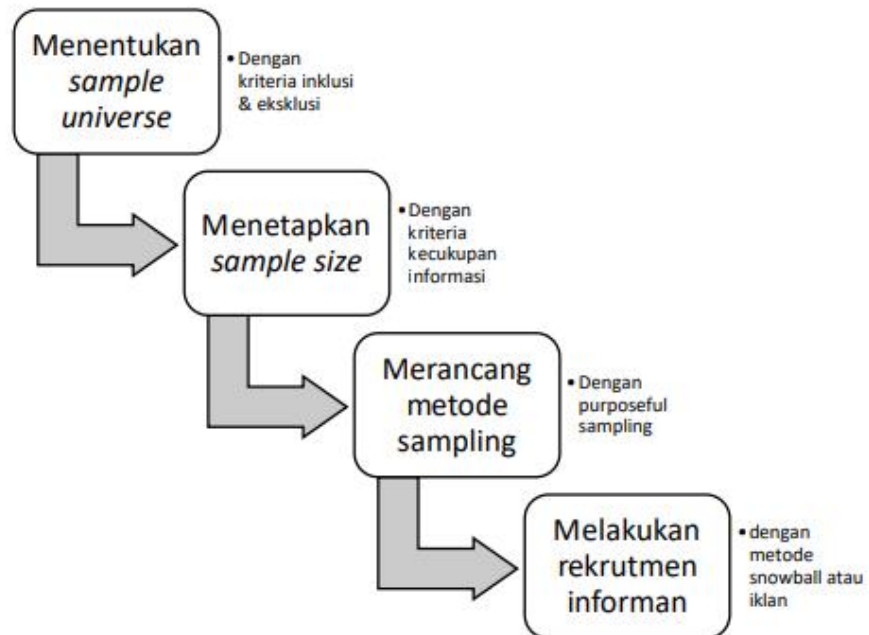 Menentukan
sample
universe
• Dengan
kriteria inklusi
& eksklusi
Menetapkan
sample size
• Dengan
kriteria
kecukupan
informasi
Merancang
metode
sampling
• Dengan
purposeful
sampling
Melakukan
rekrutmen
informan
• dengan
metode
snowball atau
iklan